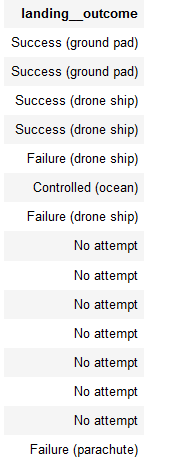 landing__outcome
Success (ground pad)
Success (ground pad)
Success (drone ship)
Success (drone ship)
Failure (drone ship)
Controlled (ocean)
Failure (drone ship)
No attempt
No attempt
No attempt
No attempt
No attempt
No attempt
No attempt
Failure (parachute)